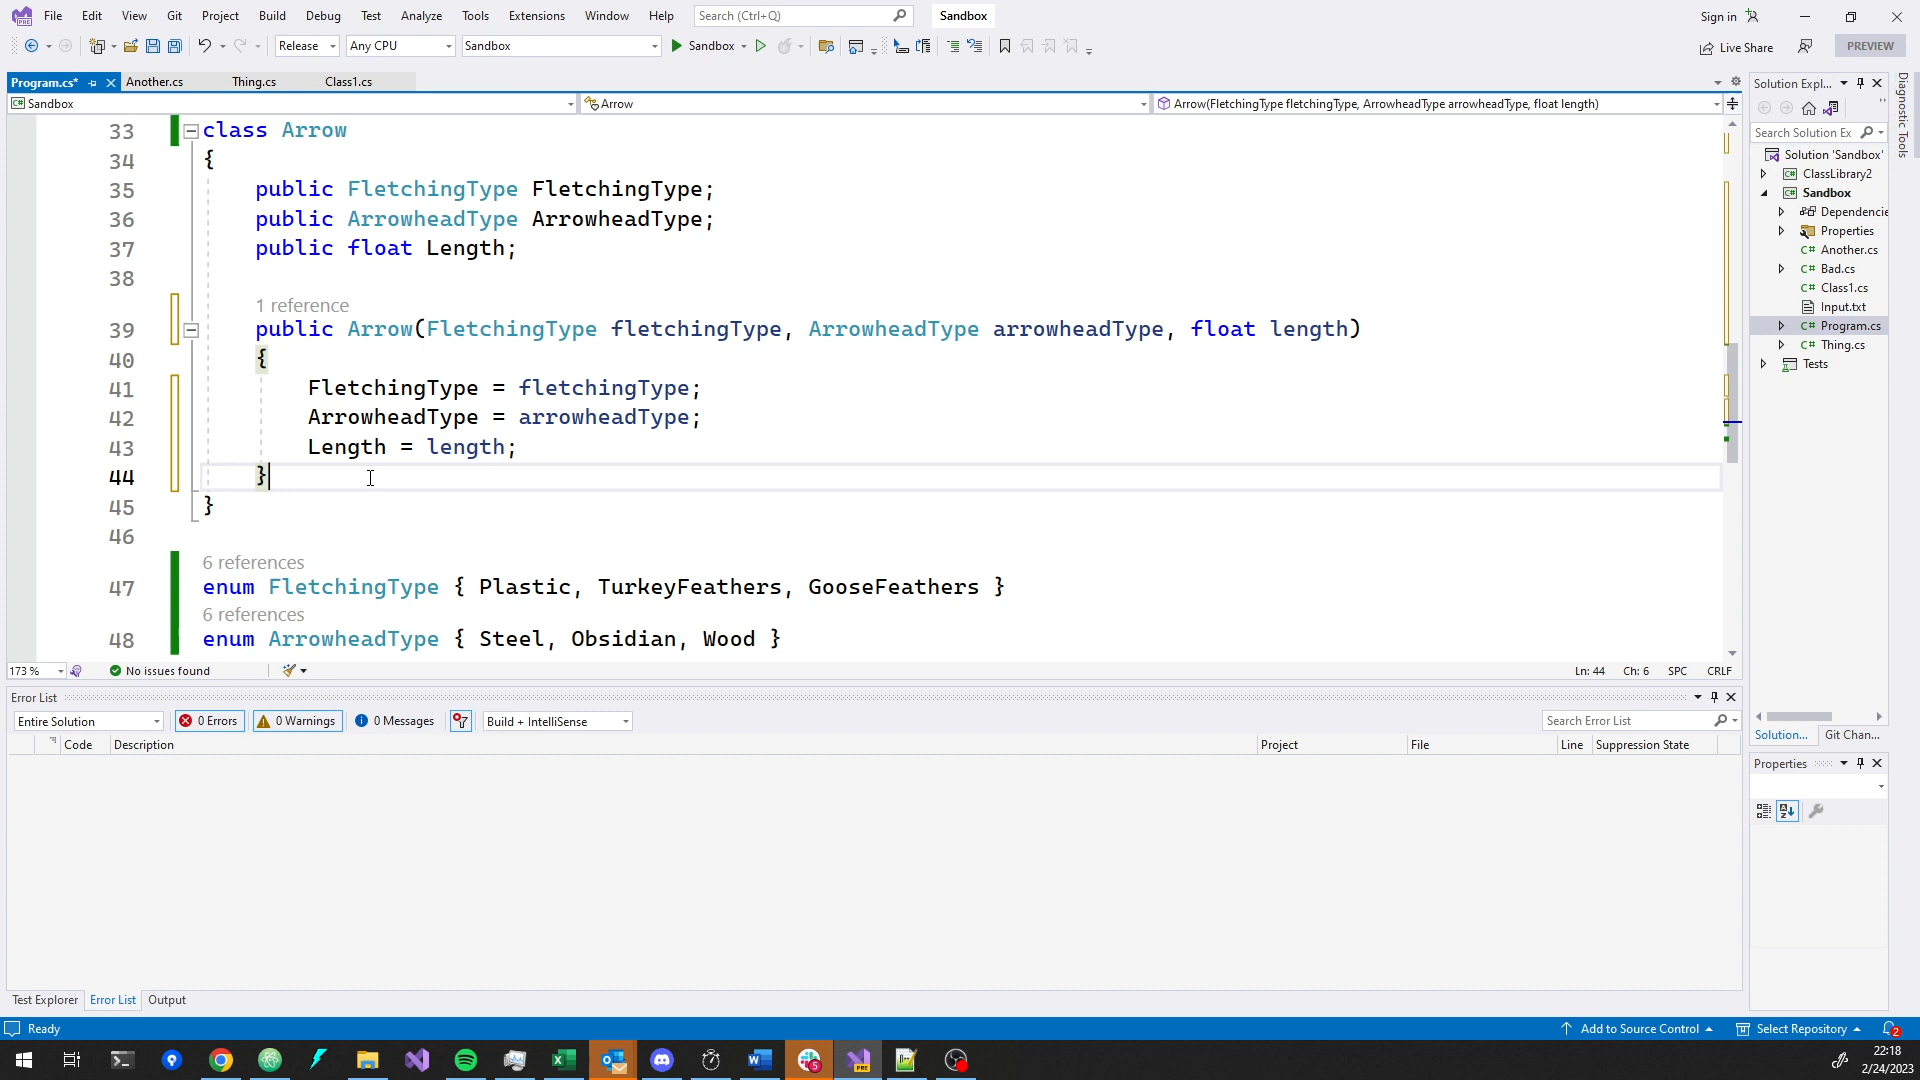 File Edit View Git Project Build Debug Test Analyze Tools Extensions Window Help Search (Ctrl+Q) Sandbox Sign in
Release Any CPU Sandbox Sandbox Live Share PREVIEW
Program.cs* Another.cs Thing.cs Class1.cs
Sandbox Arrow Arrow(FletchingType fletchingType, ArrowheadType arrowheadType, float length)
33 class Arrow
34 {
35 public FletchingType FletchingType;
36 public ArrowheadType ArrowheadType;
37 public float Length;
38
1 reference
39 public Arrow(FletchingType fletchingType, ArrowheadType arrowheadType, float length)
40 {
41 FletchingType = fletchingType;
42 ArrowheadType = arrowheadType;
43 Length = length;
44 }
45 }
46
6 references
47 enum FletchingType { Plastic, TurkeyFeathers, GooseFeathers }
6 references
48 enum ArrowheadType { Steel, Obsidian, Wood }
173 % No issues found Ln: 44 Ch: 6 SPC CRLF
Error List
Entire Solution 0 Errors 0 Warnings 0 Messages Build + IntelliSense Search Error List
Code Description Project File Line Suppression State
Test Explorer Error List Output
Solution Expl...
Search Solution Ex
Solution 'Sandbox'
C# ClassLibrary2
C# Sandbox
Dependencie
Properties
C# Another.cs
C# Bad.cs
C# Class1.cs
Input.txt
C# Program.cs
C# Thing.cs
Tests
Solution... Git Chan...
Properties
Diagnostic Tools
Ready Add to Source Control Select Repository 2
22:18
2/24/2023